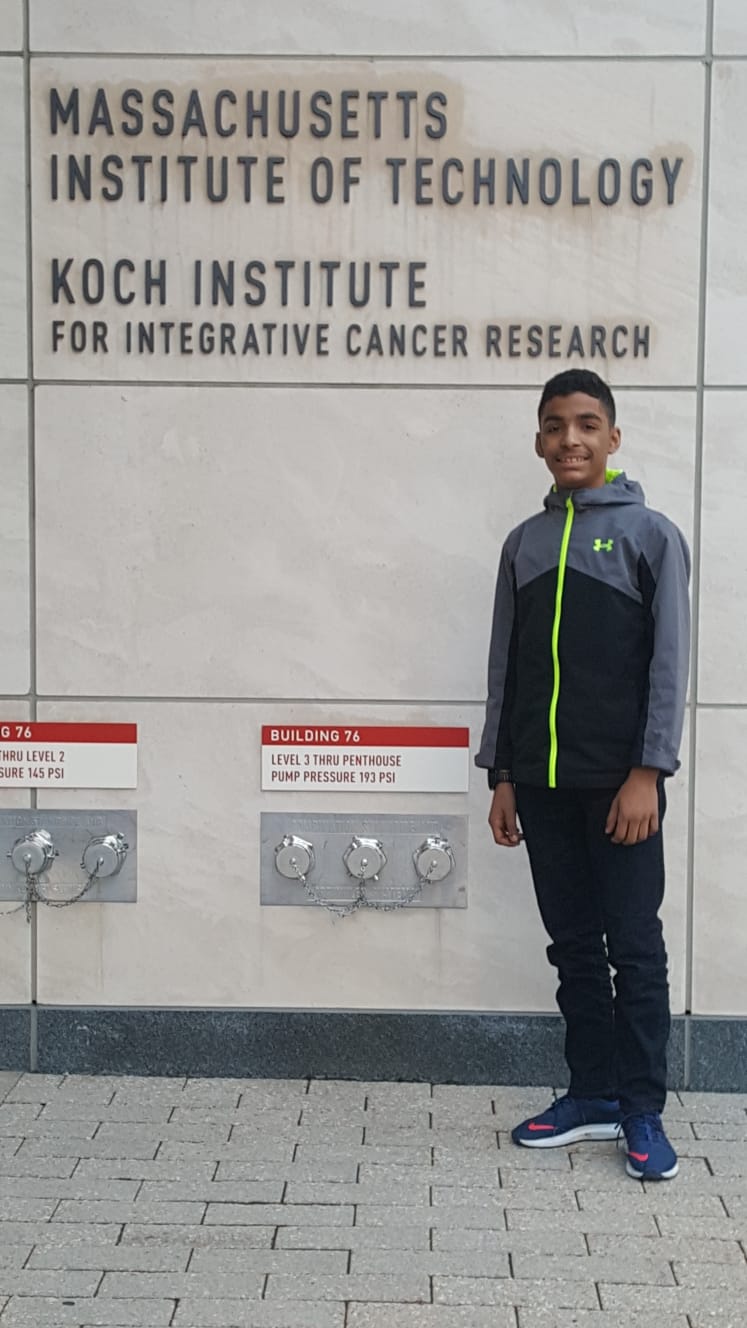 MASSACHUSETTS
INSTITUTE OF TECHNOLOGY
KOCH INSTITUTE
FOR INTEGRATIVE CANCER RESEARCH
G 76
THRU LEVEL 2
SURE 145 PSI
BUILDING 76
LEVEL 3 THRU PENTHOUSE
PUMP PRESSURE 193 PSI